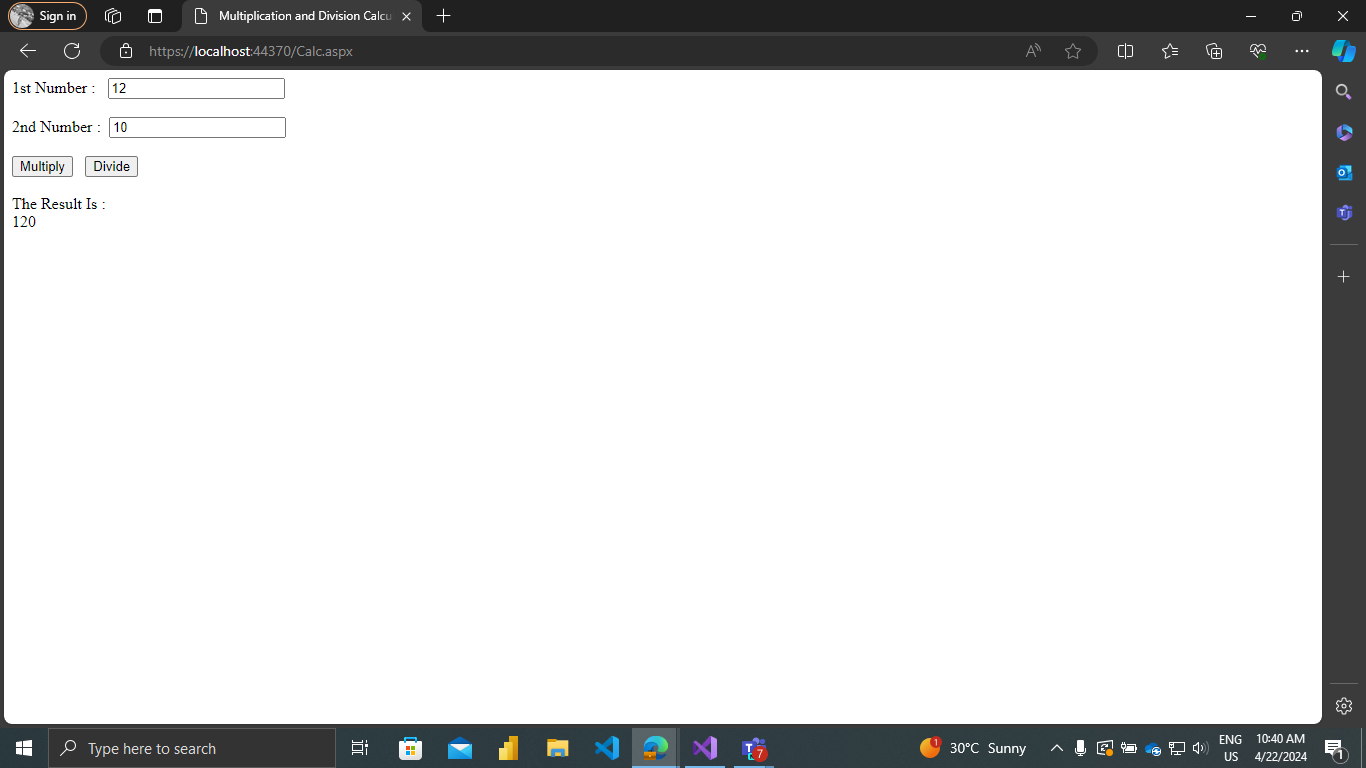 Sign in
Multiplication and Division Calcu
https://localhost:44370/Calc.aspx
1st Number :
12
2nd Number :
10
Multiply
Divide
The Result Is :
120
Type here to search
7
1
30°C Sunny
ENG
US
10:40 AM
4/22/2024
1